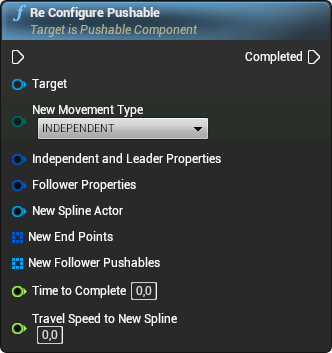 f Re Configure Pushable
Target is Pushable Component
Completed
Target
New Movement Type
INDEPENDENT
Independent and Leader Properties
Follower Properties
New Spline Actor
New End Points
New Follower Pushables
Time to Complete 0,0
Travel Speed to New Spline
0,0